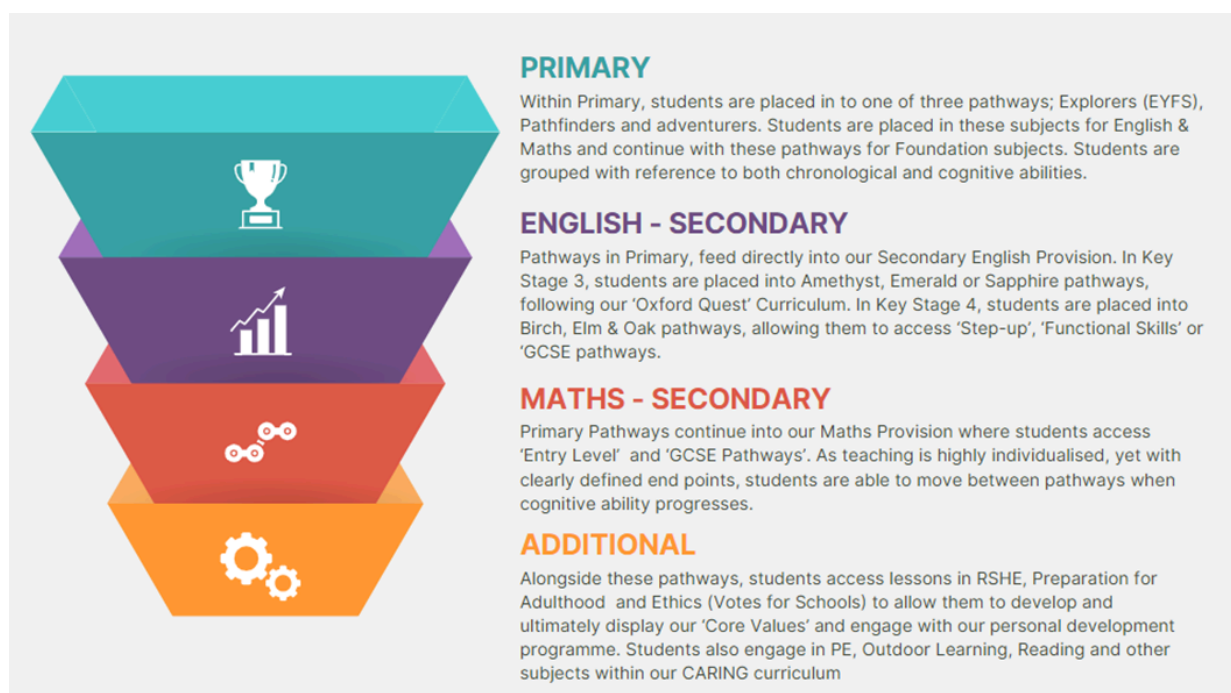 PRIMARY
Within Primary, students are placed in to one of three pathways; Explorers (EYFS),
Pathfinders and adventurers. Students are placed in these subjects for English &
Maths and continue with these pathways for Foundation subjects. Students are
grouped with reference to both chronological and cognitive abilities.
ENGLISH - SECONDARY
Pathways in Primary, feed directly into our Secondary English Provision. In Key
Stage 3, students are placed into Amethyst, Emerald or Sapphire pathways,
following our ‘Oxford Quest’ Curriculum. In Key Stage 4, students are placed into
Birch, Elm & Oak pathways, allowing them to access ‘Step-up’, ‘Functional Skills’ or
‘GCSE pathways.
MATHS - SECONDARY
Primary Pathways continue into our Maths Provision where students access
‘Entry Level’  and ‘GCSE Pathways’. As teaching is highly individualised, yet with
clearly defined end points, students are able to move between pathways when
cognitive ability progresses.
ADDITIONAL
Alongside these pathways, students access lessons in RSHE, Preparation for
Adulthood  and Ethics (Votes for Schools) to allow them to develop and
ultimately display our ‘Core Values’ and engage with our personal development
programme. Students also engage in PE, Outdoor Learning, Reading and other
subjects within our CARING curriculum